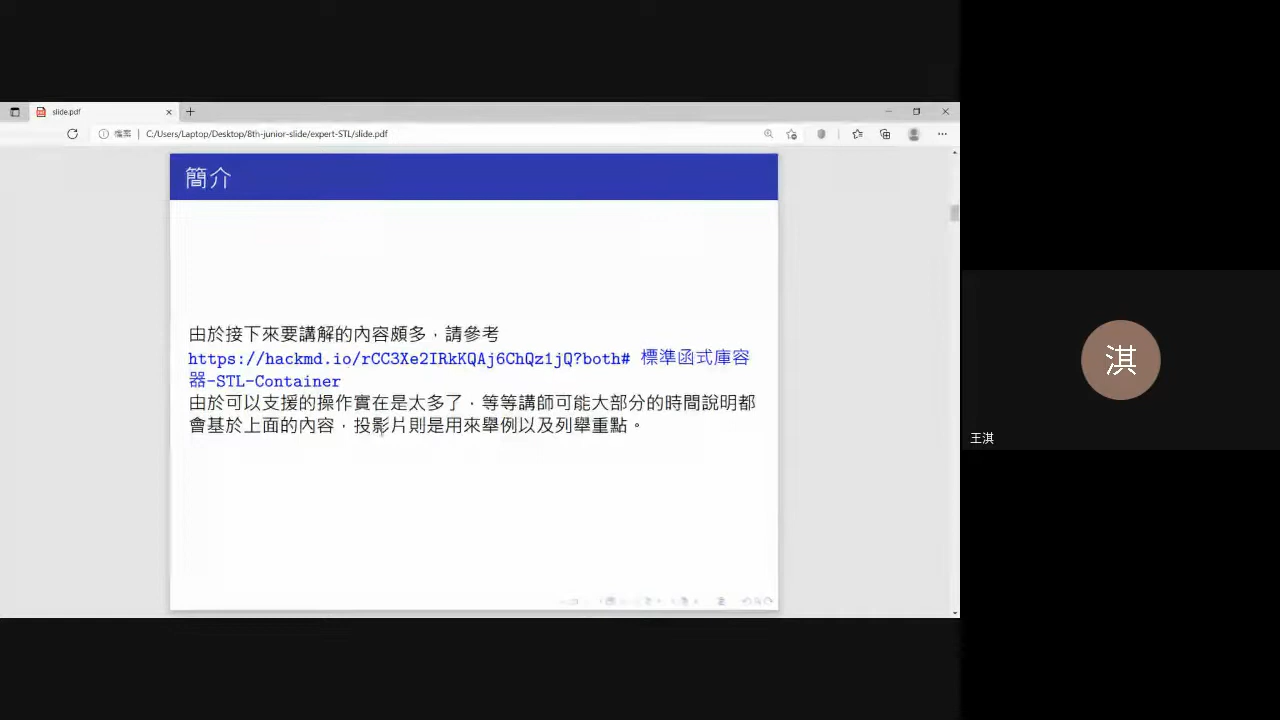 slide.pdf
檔案 C:/Users/Laptop/Desktop/8th-junior-slide/expert-STL/slide.pdf
簡介
由於接下來要講解的內容頗多，請參考
https://hackmd.io/rCC3Xe2IRkKQAj6ChQz1jQ?both# 標準函式庫容
器-STL-Container
由於可以支援的操作實在是太多了，等等講師可能大部分的時間說明都
會基於上面的內容，投影片則是用來舉例以及列舉重點。
淇
王淇